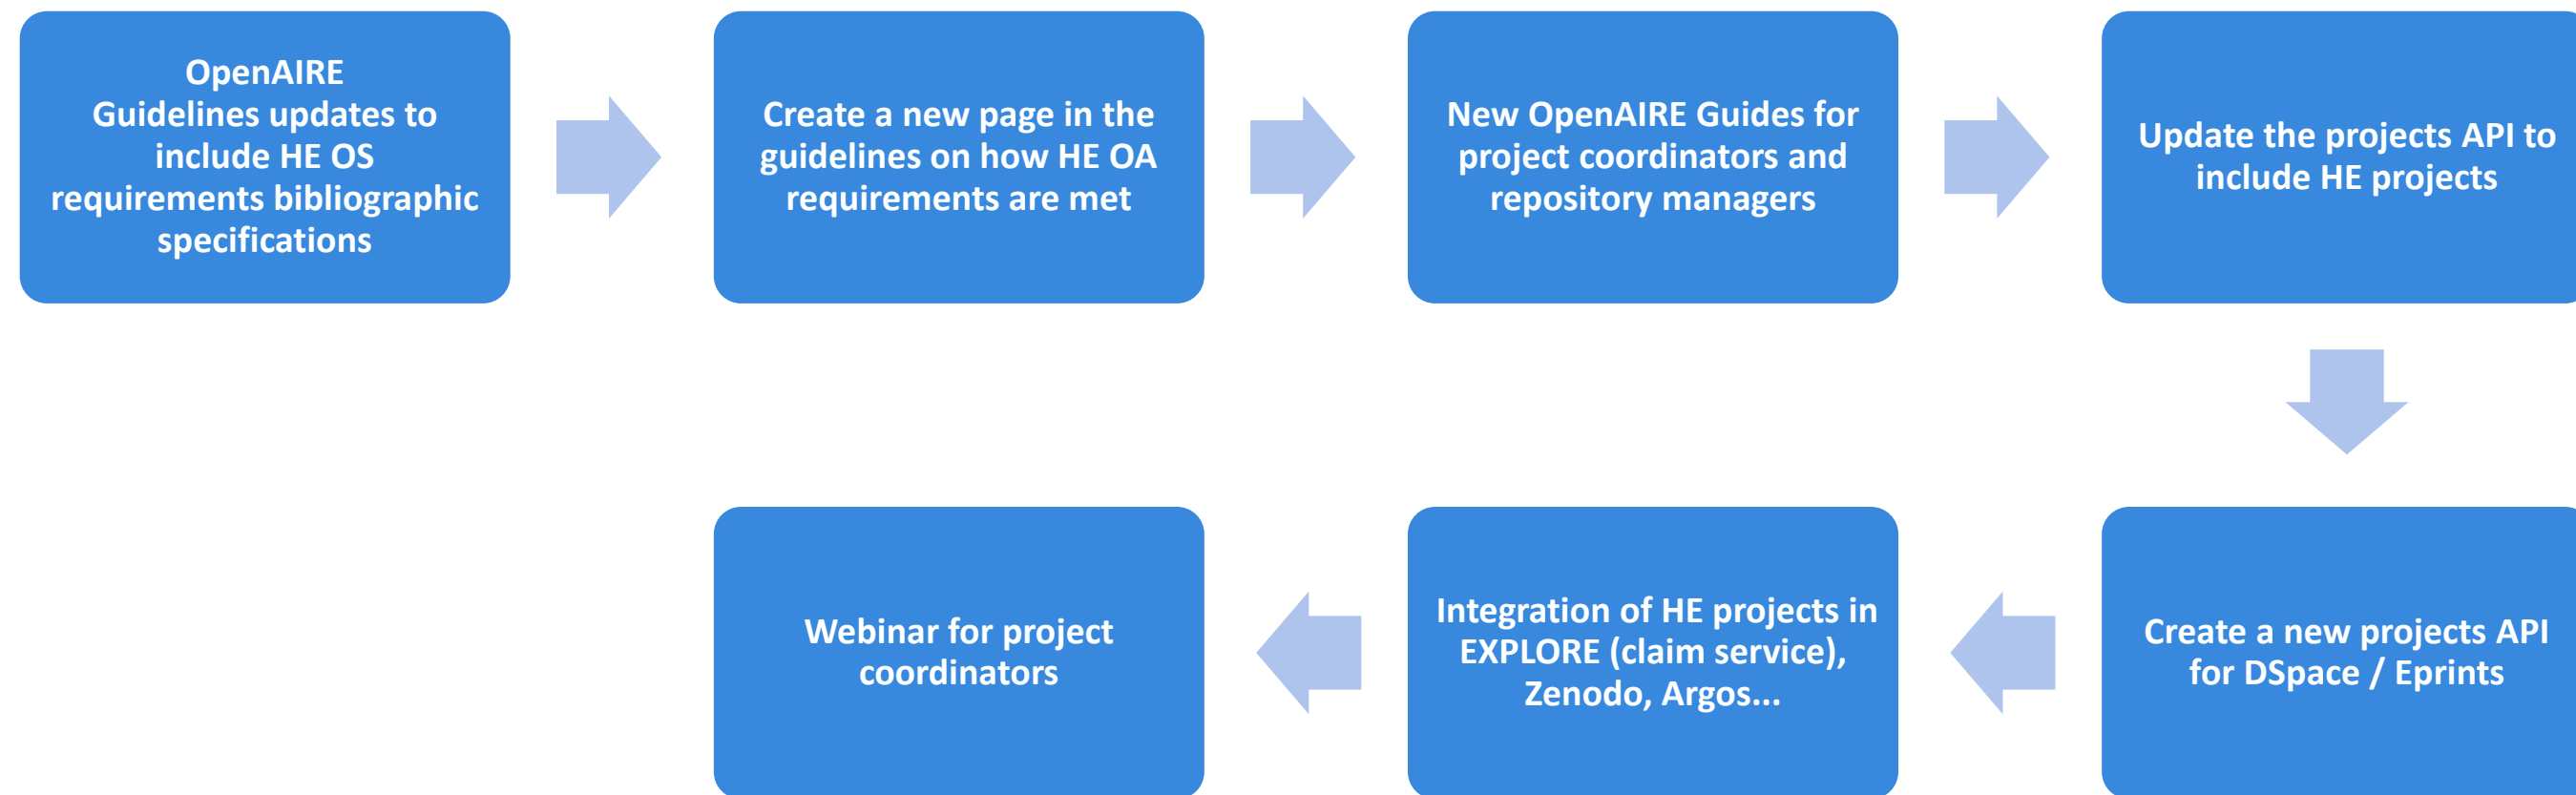 OpenAIRE
Guidelines updates to
include HE OS
requirements bibliographic
specifications
Create a new page in the
guidelines on how HE OA
requirements are met
New OpenAIRE Guides for
project coordinators and
repository managers
Update the projects API to
include HE projects
Create a new projects API
for DSpace / Eprints
Integration of HE projects in
EXPLORE (claim service),
Zenodo, Argos...
Webinar for project
coordinators